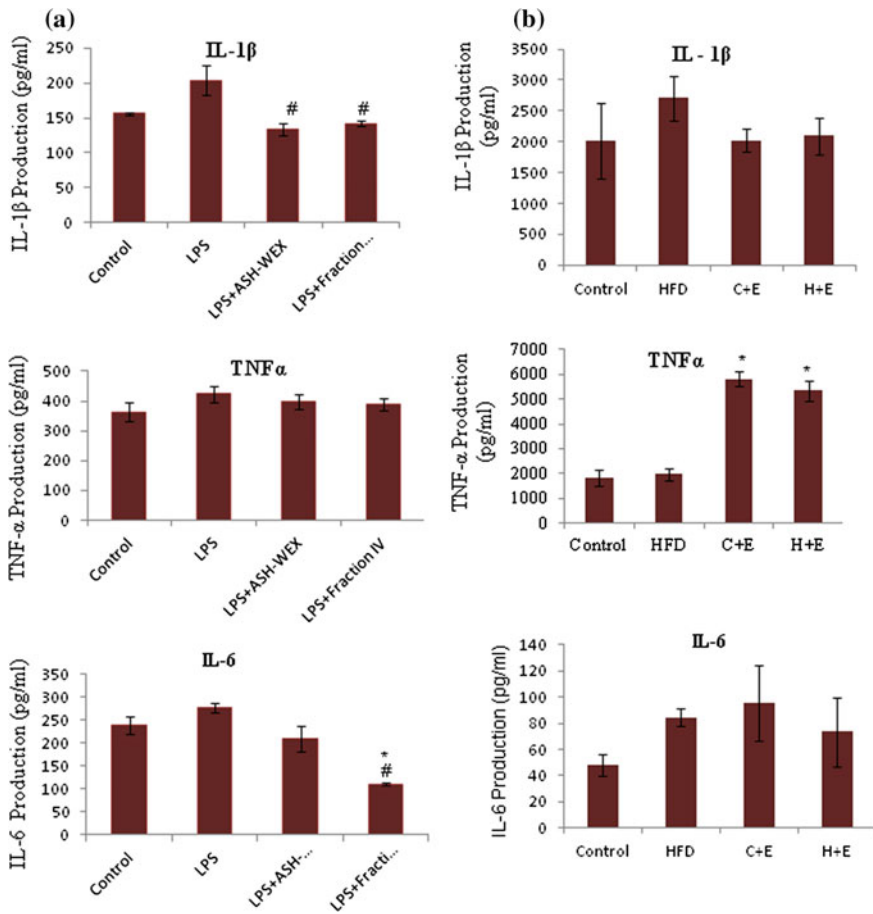 (a)
IL-1β
IL-1β Production (pg/ml)
250
200
150
100
50
0
#
#
Control
LPS
LPS+ASH-WEX
LPS+Fraction...
TNFα
TNF-α Production (pg/ml)
500
400
300
200
100
0
Control
LPS
LPS+ASH-WEX
LPS+Fraction IV
IL-6
IL-6 Production (pg/ml)
350
300
250
200
150
100
50
0
*
#
Control
LPS
LPS+ASH-...
LPS+Fracti...
(b)
IL - 1β
IL-1β Production
(pg/ml)
3500
3000
2500
2000
1500
1000
500
0
Control
HFD
C+E
H+E
TNFα
TNF-α Production
(pg/ml)
7000
6000
5000
4000
3000
2000
1000
0
*
*
Control
HFD
C+E
H+E
IL-6
IL-6 Production (pg/ml)
140
120
100
80
60
40
20
0
Control
HFD
C+E
H+E